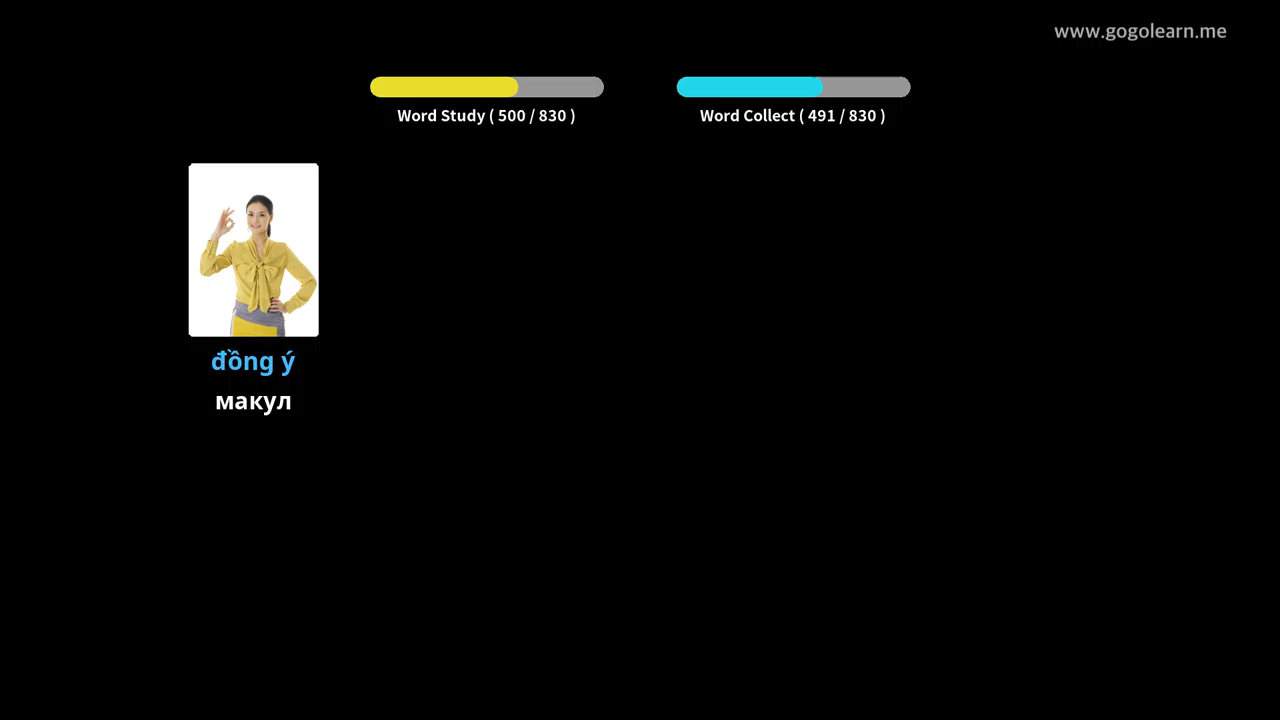 www.gogolearn.me
Word Study ( 500 / 830 )
Word Collect ( 491 / 830 )
đồng ý
макул